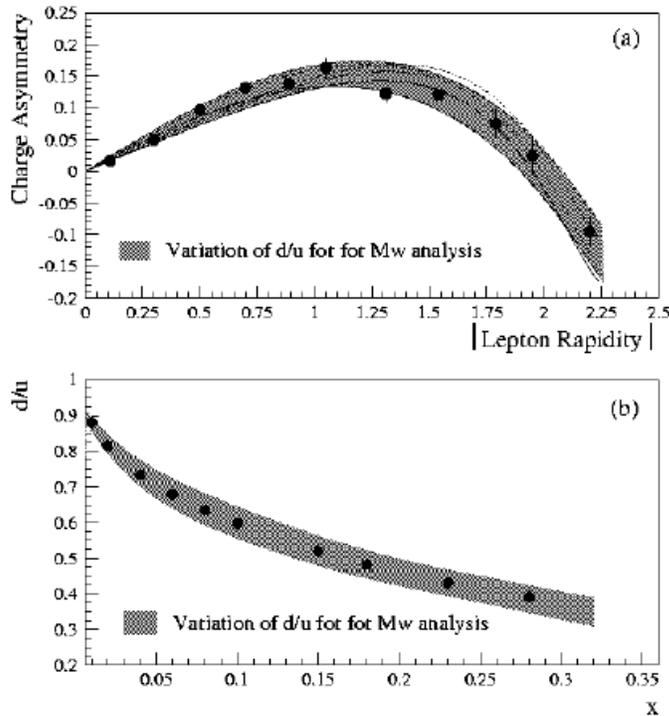 0.25
(a)
0.2
0.15
0.1
0.05
0
-0.05
-0.1
-0.15
-0.2
Charge Asymmetry
Variation of d/u fot for Mw analysis
0 0.25 0.5 0.75 1 1.25 1.5 1.75 2 2.25 2.5
|Lepton Rapidity|
d/u
1
(b)
0.9
0.8
0.7
0.6
0.5
0.4
0.3
0.2
Variation of d/u fot for Mw analysis
0.05 0.1 0.15 0.2 0.25 0.3 0.35
x